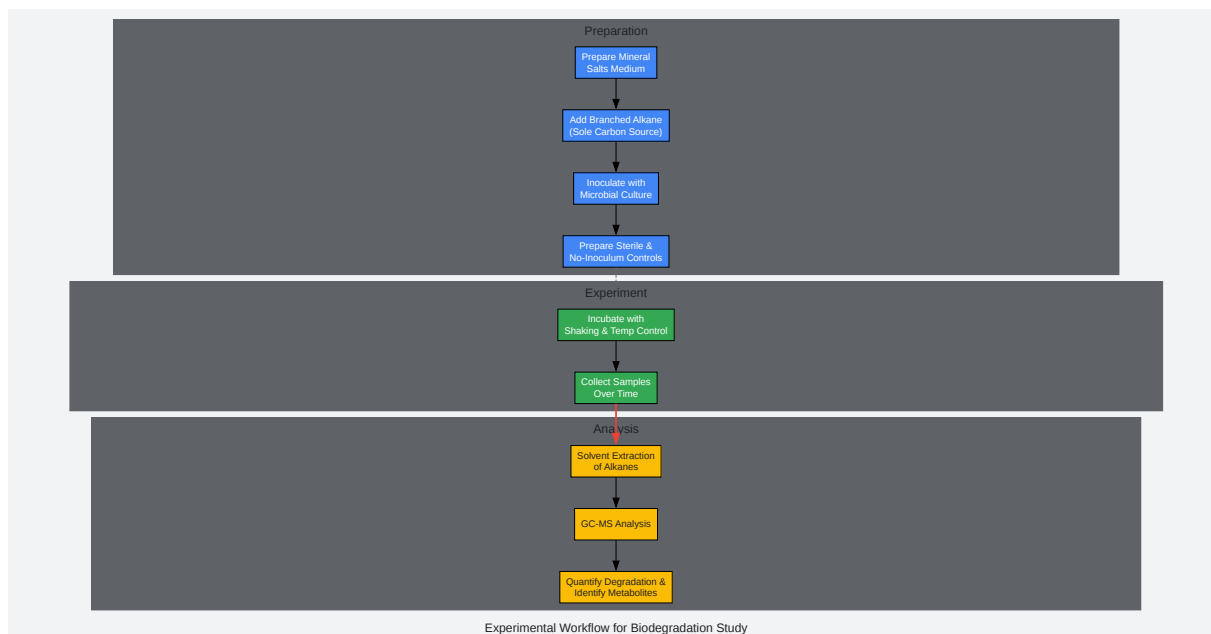 Preparation
Prepare Mineral
Salts Medium
Add Branched Alkane
(Sole Carbon Source)
Inoculate with
Microbial Culture
Prepare Sterile &
No-Inoculum Controls
Experiment
Incubate with
Shaking & Temp Control
Collect Samples
Over Time
Analysis
Solvent Extraction
of Alkanes
GC-MS Analysis
Quantify Degradation &
Identify Metabolites
Experimental Workflow for Biodegradation Study